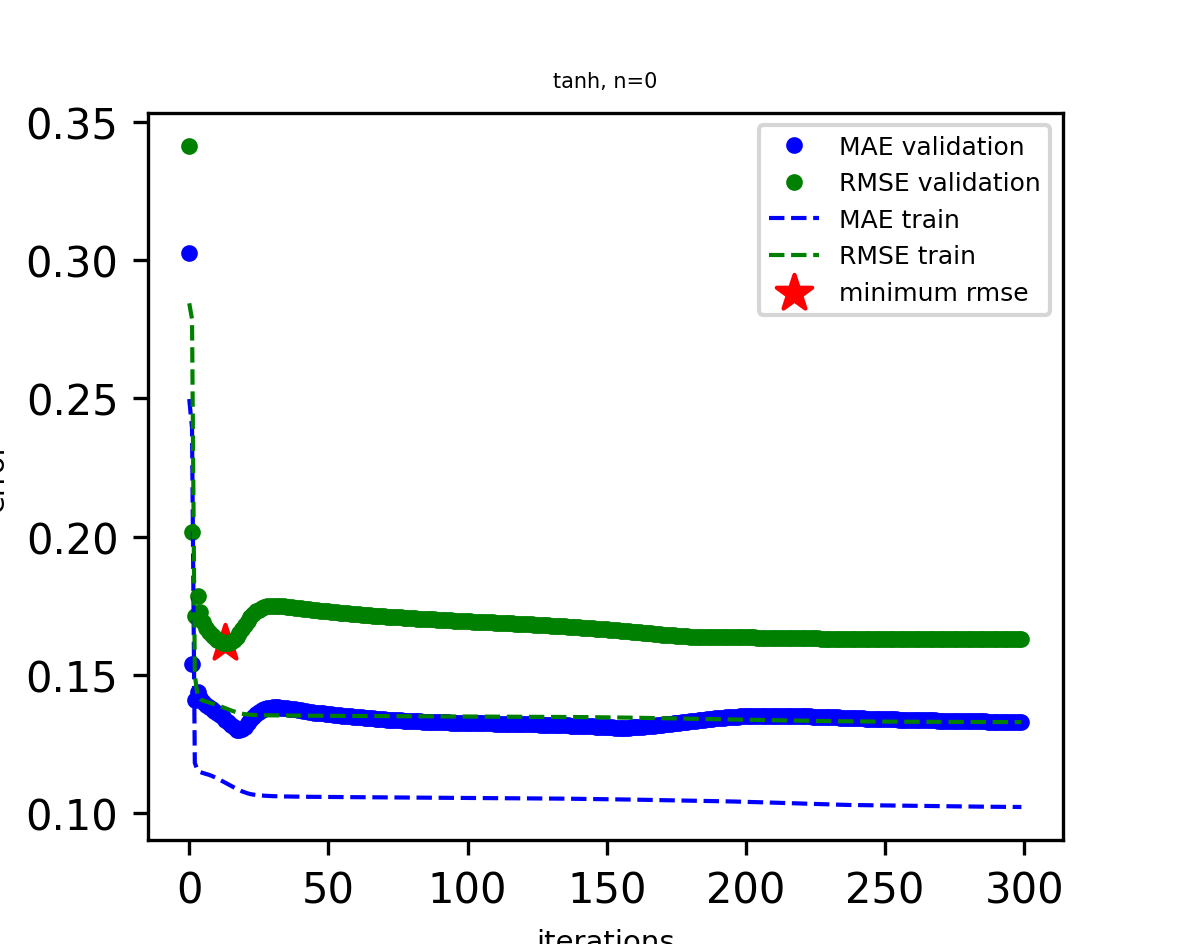 tanh, n=0
0.35
0.30
0.25
0.20
0.15
0.10
MAE validation
RMSE validation
MAE train
RMSE train
minimum rmse
0 50 100 150 200 250 300
iterations